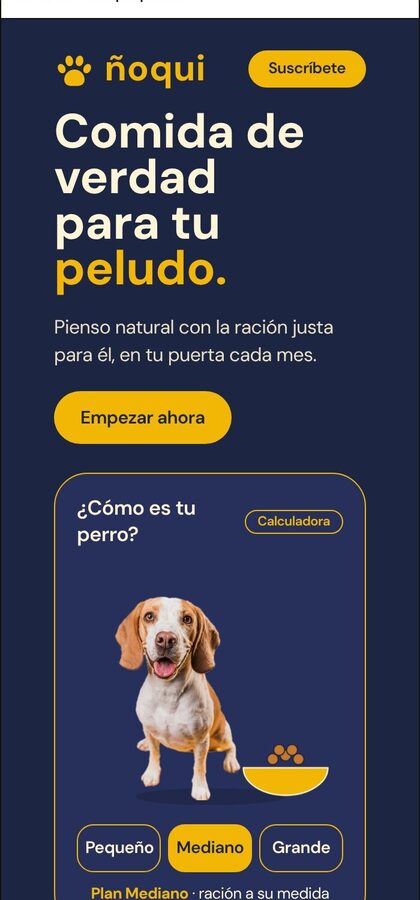 ñoqui
Suscríbete
Comida de
verdad
para tu
peludo.
Pienso natural con la ración justa
para él, en tu puerta cada mes.
Empezar ahora
¿Cómo es tu
perro?
Calculadora
Pequeño
Mediano
Grande
Plan Mediano · ración a su medida